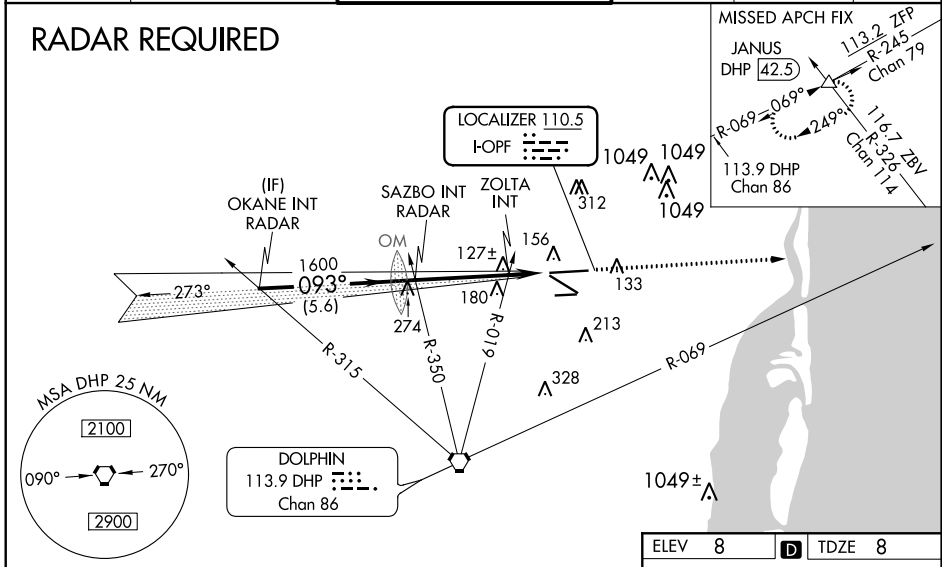 RADAR REQUIRED
MISSED APCH FIX
JANUS
DHP 42.5
113.2 ZFP
R-245
Chan 79
R-069
069°
249°
116.7 ZBV
R-326
Chan 114
113.9 DHP
Chan 86
LOCALIZER 110.5
I-OPF
1049
1049
1049
312
(IF)
OKANE INT
RADAR
SAZBO INT
RADAR
ZOLTA
INT
OM
127±
156
1600
093°
(5.6)
273°
274
180
133
213
328
R-315
R-350
R-019
R-069
MSA DHP 25 NM
2100
090°
270°
2900
DOLPHIN
113.9 DHP
Chan 86
1049±
ELEV 8 D TDZE 8